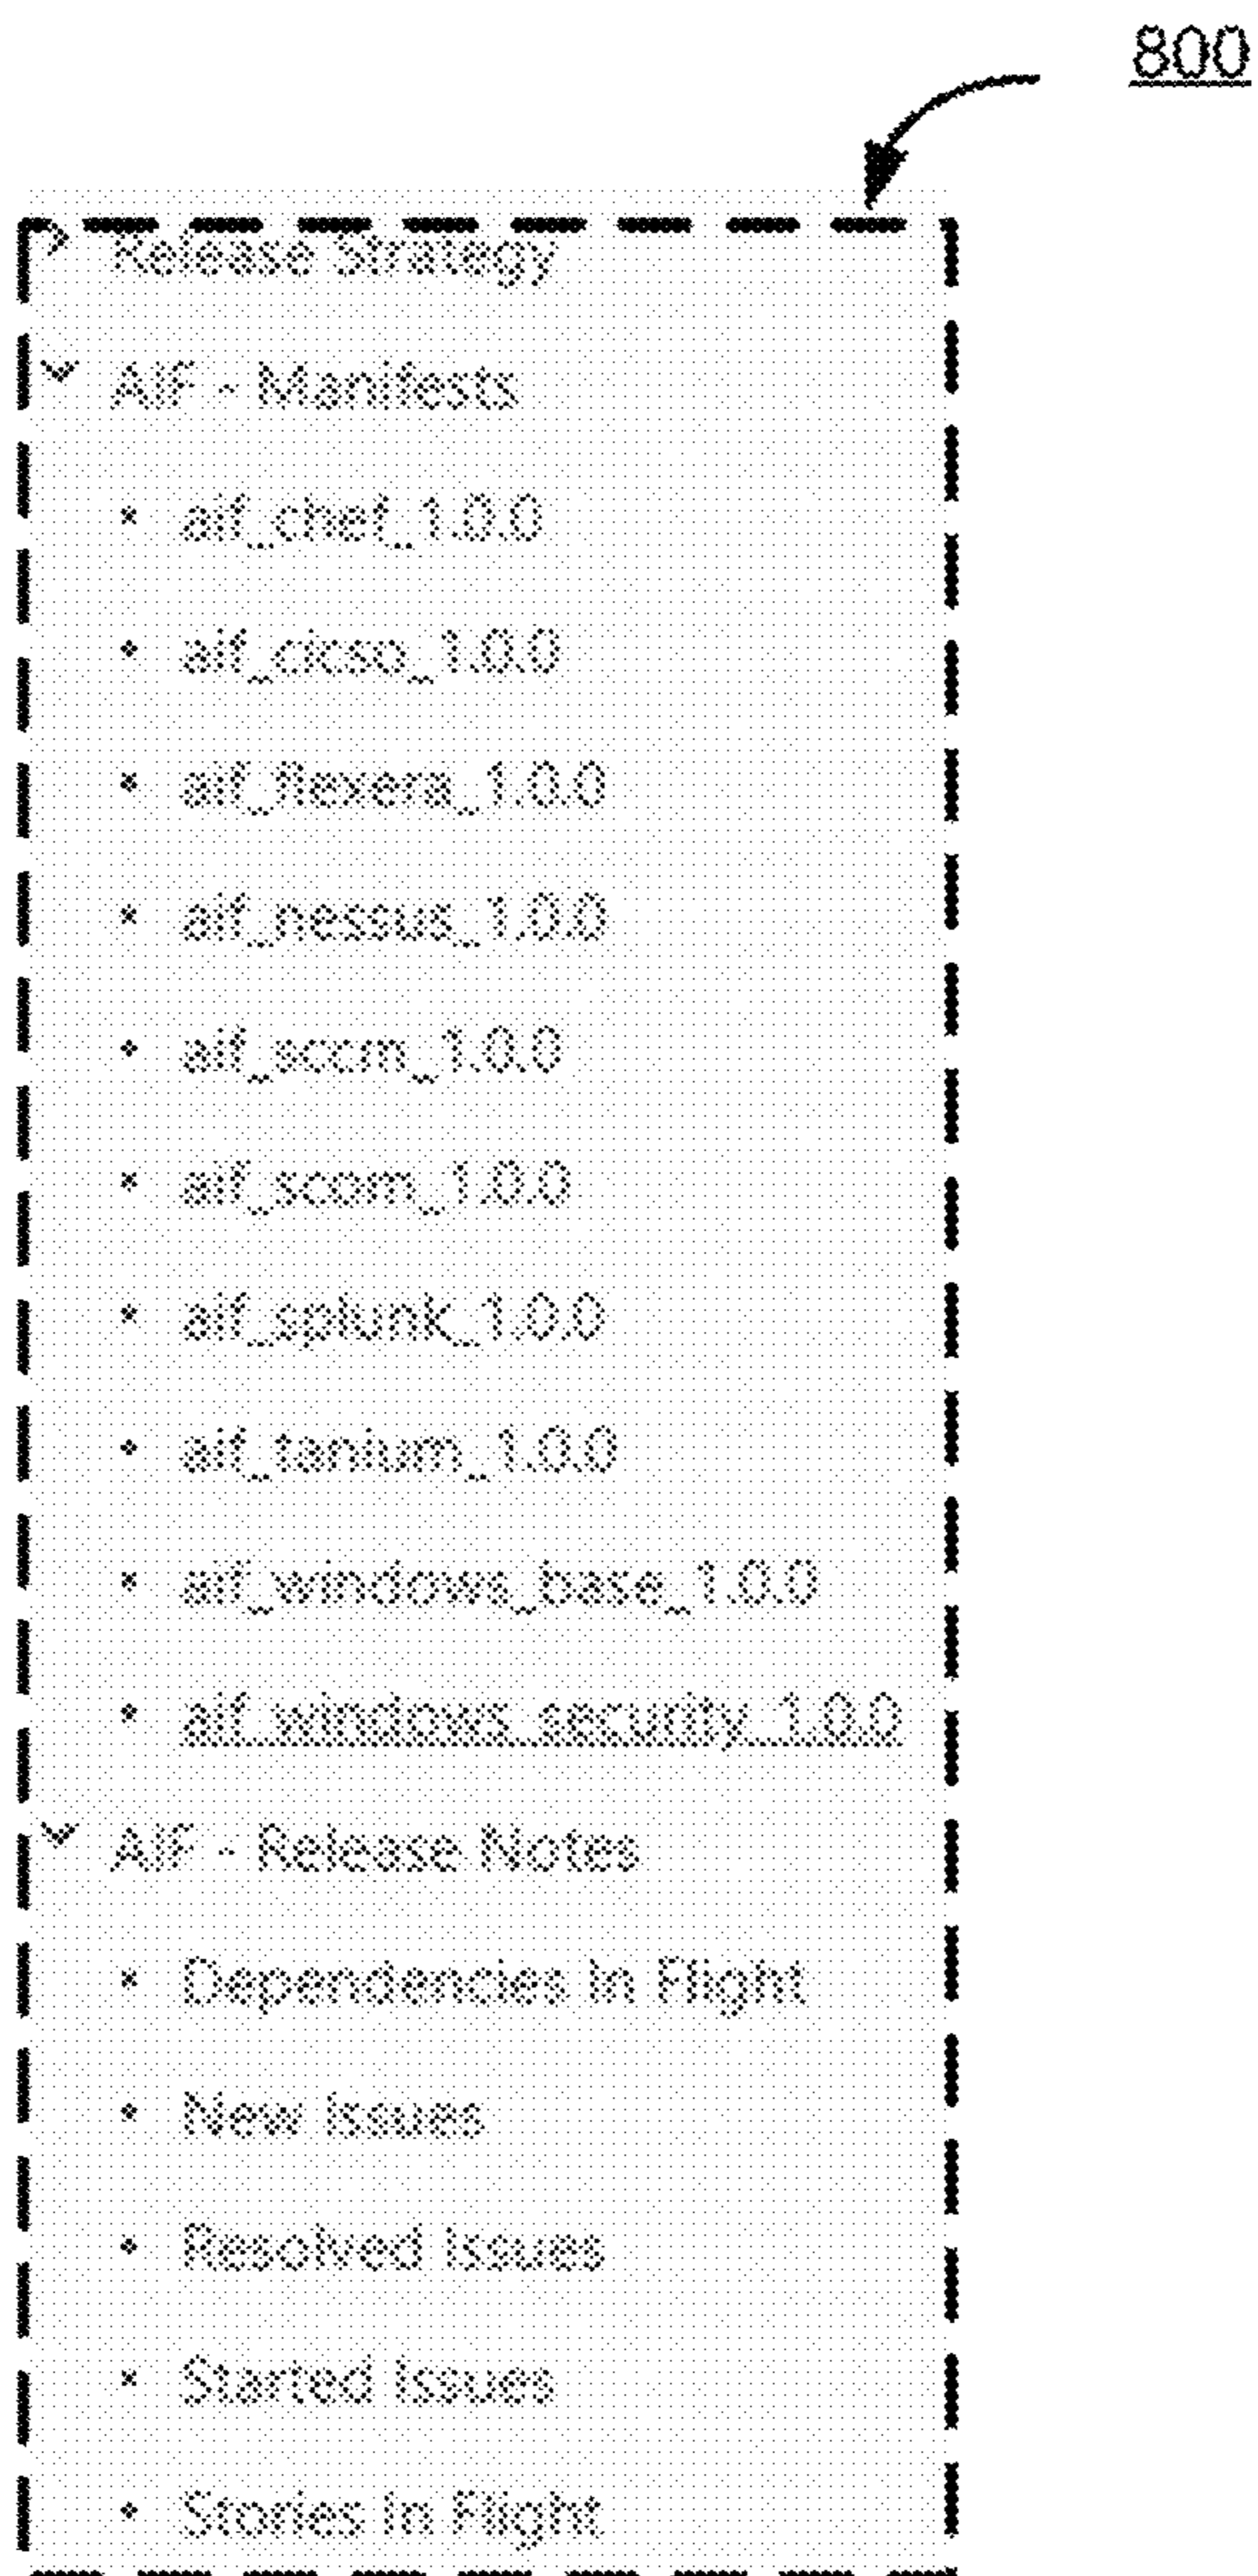 800
Release Strategy
AIF - Manifests
aif_chef_1.0.0
aif_cicso_1.0.0
aif_flexera_1.0.0
aif_nessus_1.0.0
aif_sccm_1.0.0
aif_scom_1.0.0
aif_splunk_1.0.0
aif_tanium_1.0.0
aif_windows_base_1.0.0
aif_windows_security_1.0.0
AIF - Release Notes
Dependencies In Flight
New Issues
Resolved Issues
Started Issues
Stories In Flight